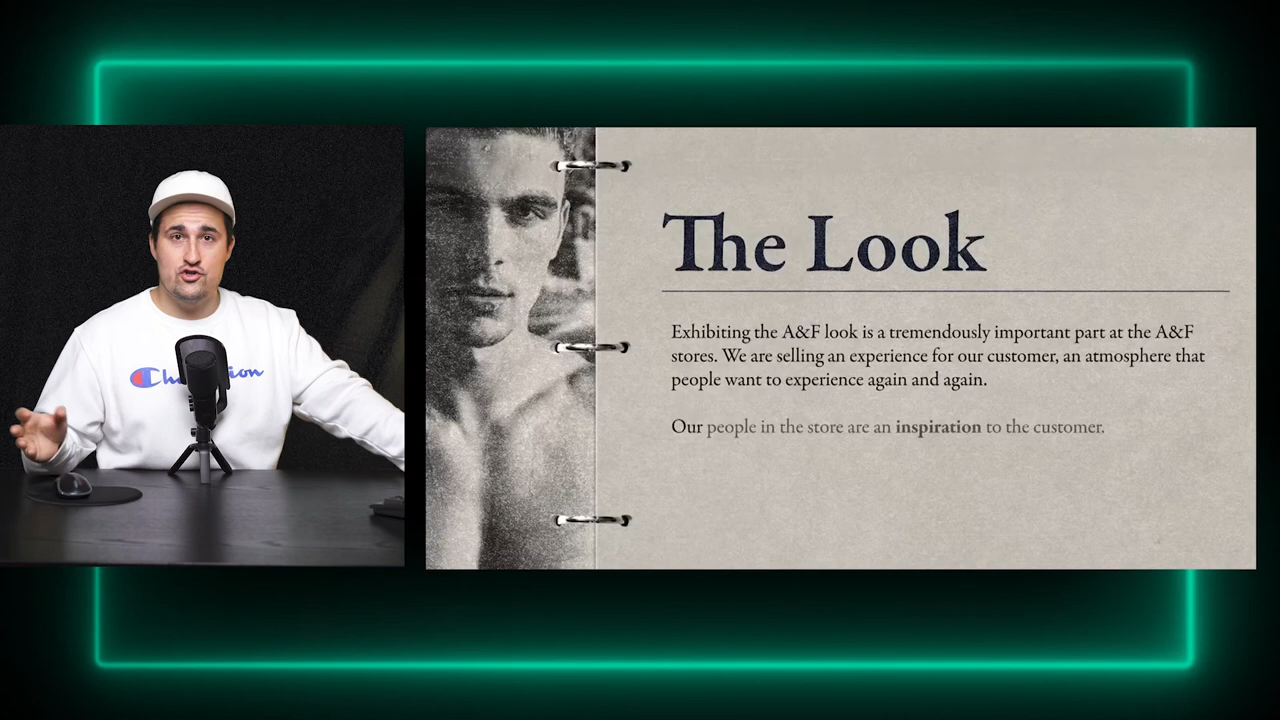 The Look
Exhibiting the A&F look is a tremendously important part at the A&F
stores. We are selling an experience for our customer, an atmosphere that
people want to experience again and again.
Our people in the store are an inspiration to the customer.